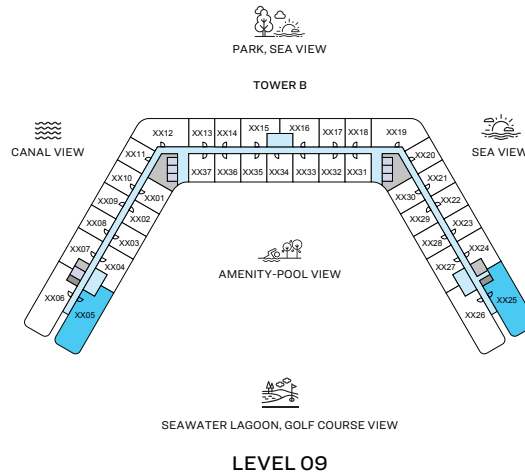 PARK, SEA VIEW
TOWER B
CANAL VIEW
SEA VIEW
XX12
XX13
XX14
XX15
XX16
XX17
XX18
XX19
XX11
XX10
XX09
XX08
XX07
XX06
XX01
XX02
XX03
XX04
XX05
XX37
XX36
XX35
XX34
XX33
XX32
XX31
XX20
XX21
XX22
XX23
XX24
XX25
XX30
XX29
XX28
XX27
XX26
AMENITY-POOL VIEW
SEAWATER LAGOON, GOLF COURSE VIEW
LEVEL 09